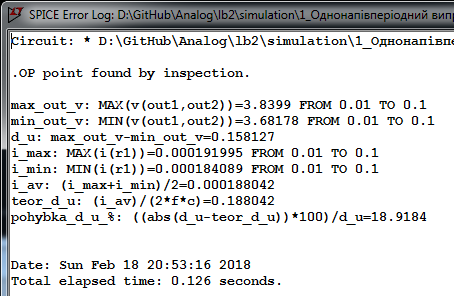 SPICE Error Log: D:\GitHub\Analog\lb2\simulation\1_Однонапівперіодний випр
Circuit: * D:\GitHub\Analog\lb2\simulation\1_Однонапівпе
.OP point found by inspection.
max_out_v: MAX(v(out1,out2))=3.8399 FROM 0.01 TO 0.1
min_out_v: MIN(v(out1,out2))=3.68178 FROM 0.01 TO 0.1
d_u: max_out_v-min_out_v=0.158127
i_max: MAX(i(r1))=0.000191995 FROM 0.01 TO 0.1
i_min: MIN(i(r1))=0.000184089 FROM 0.01 TO 0.1
i_av: (i_max+i_min)/2=0.000188042
teor_d_u: (i_av)/(2*f*c)=0.188042
pohybka_d_u_%: ((abs(d_u-teor_d_u))*100)/d_u=18.9184
Date: Sun Feb 18 20:53:16 2018
Total elapsed time: 0.126 seconds.